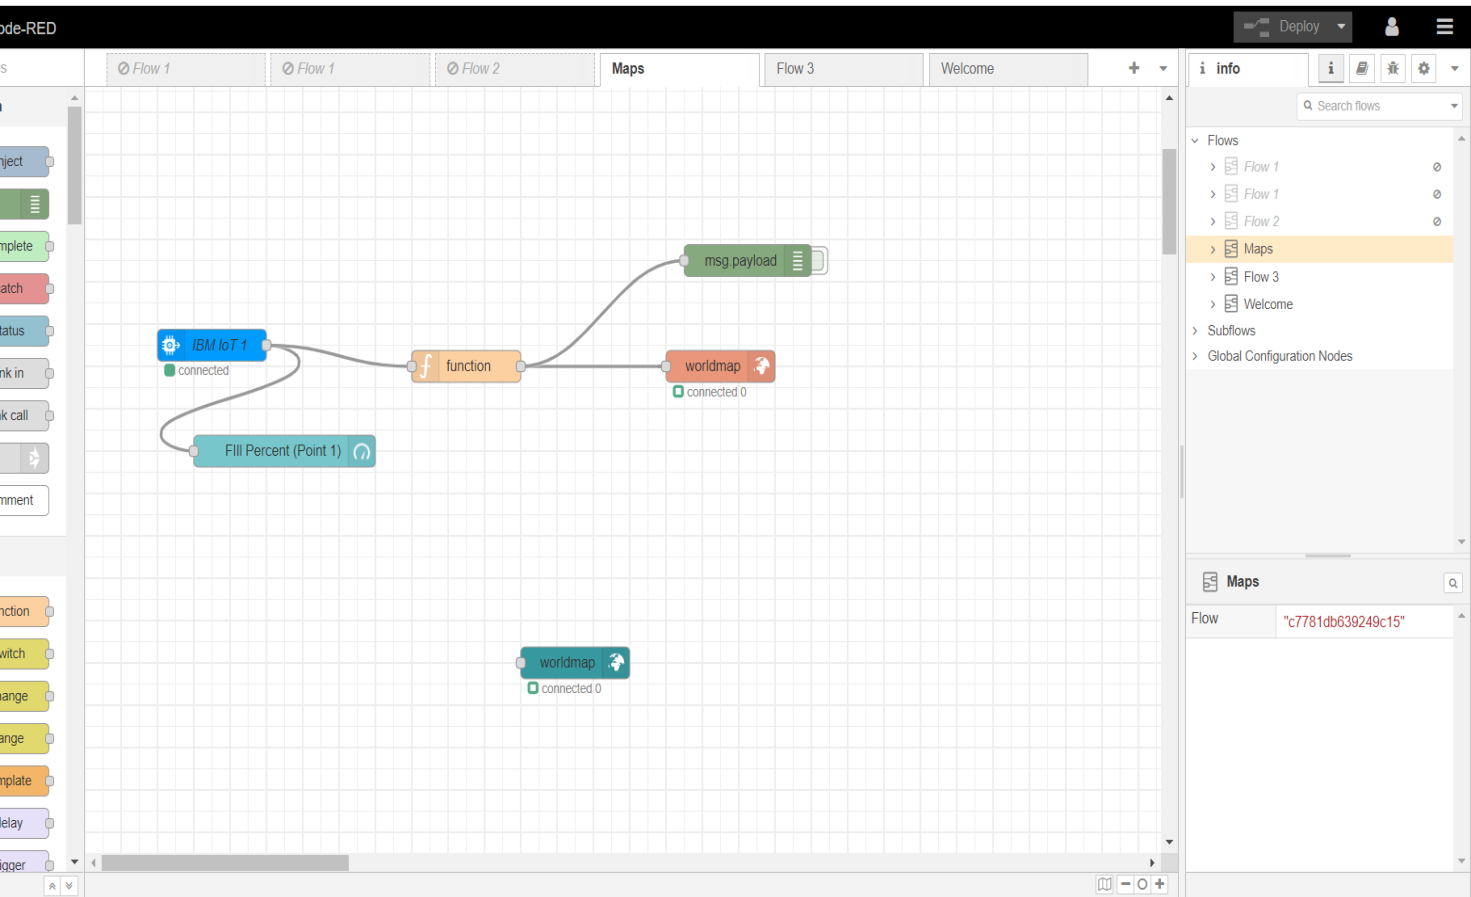 ode-RED
Deploy
s
Flow 1
Flow 1
Flow 2
Maps
Flow 3
Welcome
i info
i
Search flows
Flows
Flow 1
Flow 1
Flow 2
Maps
Flow 3
Welcome
Subflows
Global Configuration Nodes
Maps
Flow
"c7781db639249c15"
nject
mplete
atch
tatus
nk in
k call
mment
nction
witch
ange
ange
mplate
elay
igger
msg.payload
IBM IoT 1
connected
function
worldmap
connected 0
FIll Percent (Point 1)
worldmap
connected 0